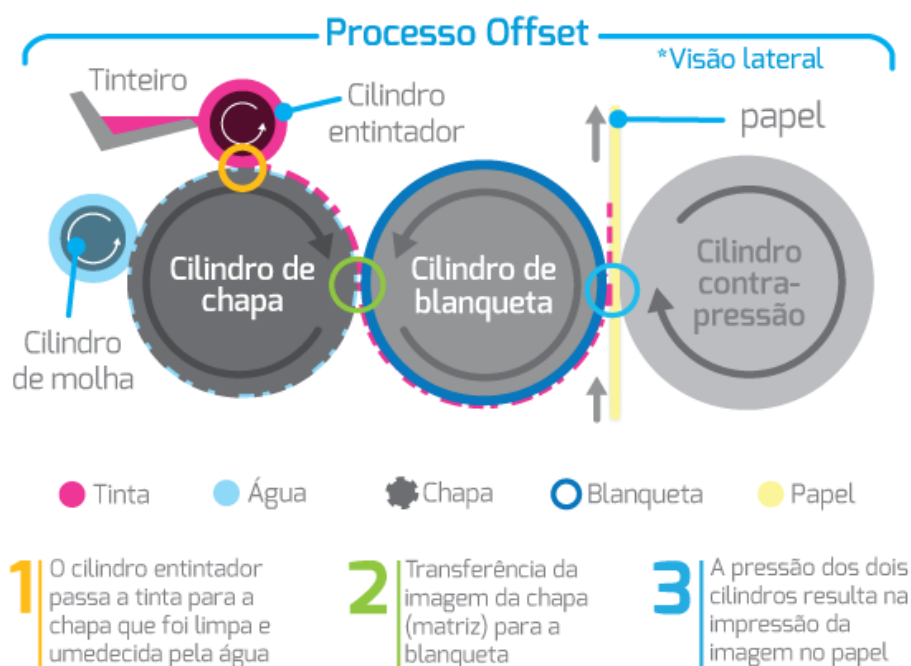 Processo Offset
*Visão lateral
Tinteiro
Cilindro
entintador
papel
Cilindro de
chapa
Cilindro de
blanqueta
Cilindro
contra-
pressão
Cilindro
de molha
Tinta
Água
Chapa
Blanqueta
Papel
1
O cilindro entintador
passa a tinta para a
chapa que foi limpa e
umedecida pela água
2
Transferência da
imagem da chapa
(matriz) para a
blanqueta
3
A pressão dos dois
cilindros resulta na
impressão da
imagem no papel